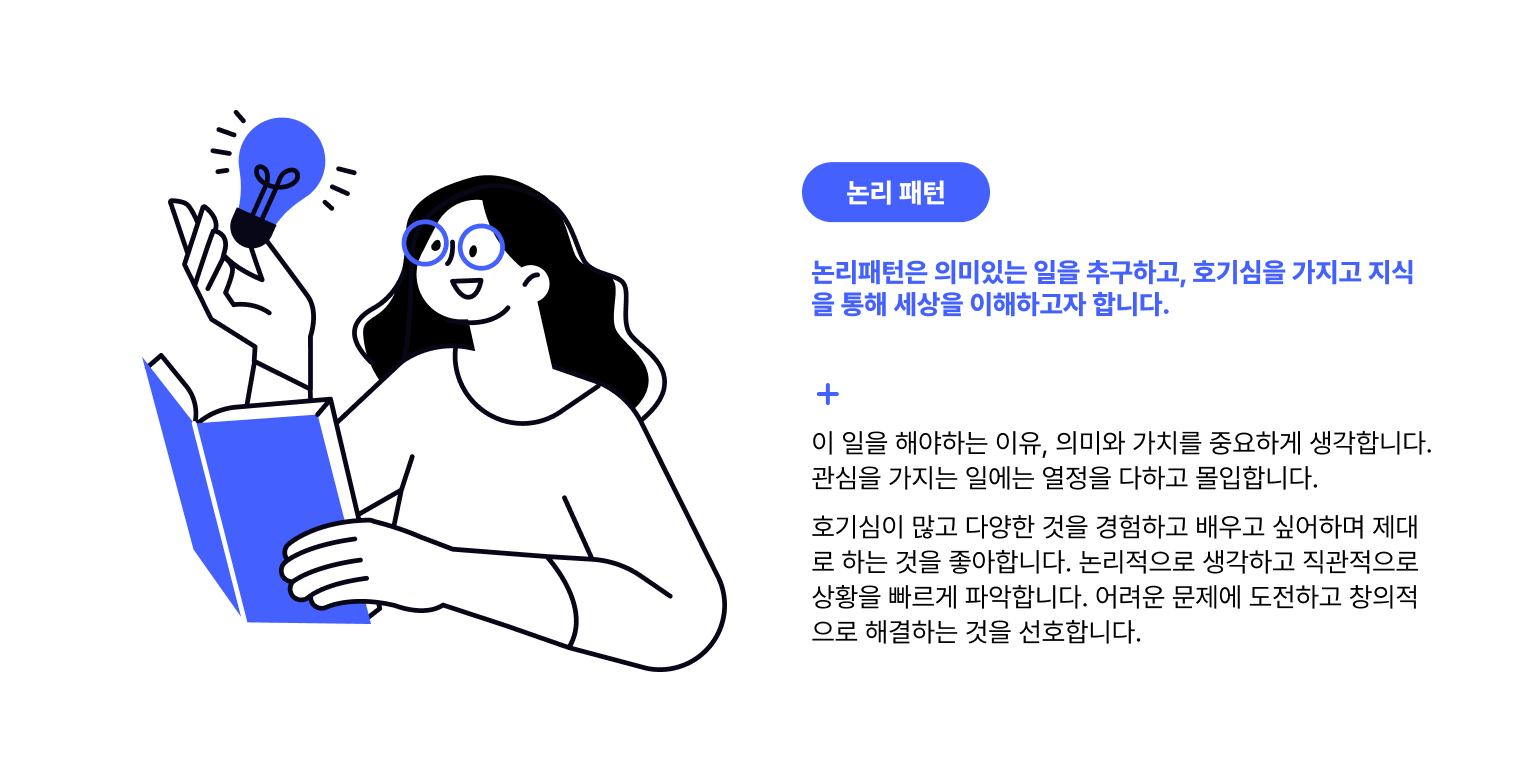 논리 패턴
논리패턴은 의미있는 일을 추구하고, 호기심을 가지고 지식
을 통해 세상을 이해하고자 합니다.
+
이 일을 해야하는 이유, 의미와 가치를 중요하게 생각합니다.
관심을 가지는 일에는 열정을 다하고 몰입합니다.
호기심이 많고 다양한 것을 경험하고 배우고 싶어하며 제대
로 하는 것을 좋아합니다. 논리적으로 생각하고 직관적으로
상황을 빠르게 파악합니다. 어려운 문제에 도전하고 창의적
으로 해결하는 것을 선호합니다.